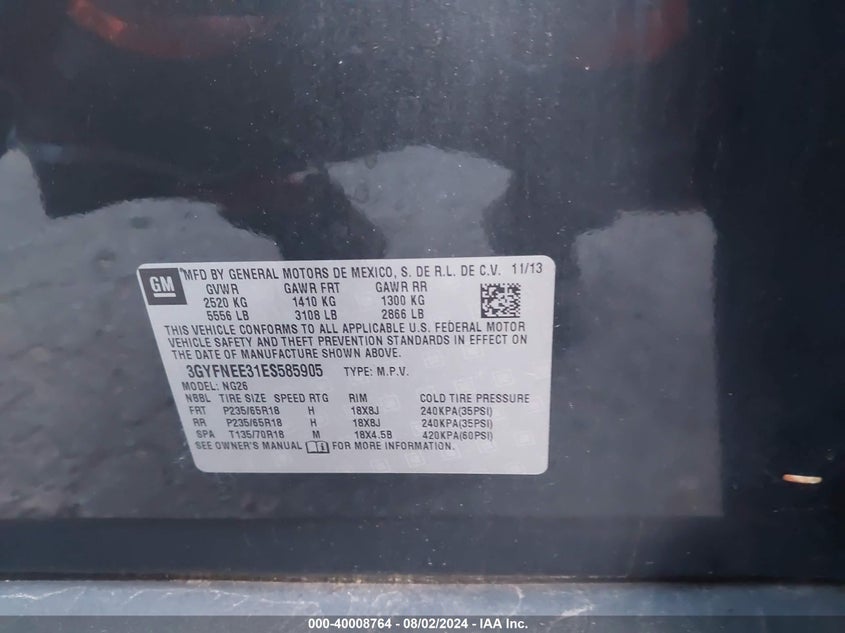 GM
MFD BY GENERAL MOTORS DE MEXICO, S. DE R.L. DE C.V. 11/13
GVWR GAWR FRT GAWR RR
2520 KG 1410 KG 1300 KG
5556 LB 3108 LB 2866 LB
THIS VEHICLE CONFORMS TO ALL APPLICABLE U.S. FEDERAL MOTOR
VEHICLE SAFETY AND THEFT PREVENTION STANDARDS IN EFFECT ON
THE DATE OF MANUFACTURE SHOWN ABOVE.
3GYFNEE31ES585905 TYPE: M.P.V.
MODEL: NG26
NBBL TIRE SIZE SPEED RTG RIM COLD TIRE PRESSURE
FRT P235/65R18 H 18X8J 240KPA(35PSI)
RR P235/65R18 H 18X8J 240KPA(35PSI)
SPA T135/70R18 M 18X4.5B 420KPA(60PSI)
SEE OWNER'S MANUAL FOR MORE INFORMATION.
000-40008764 - 08/02/2024 - IAA Inc.